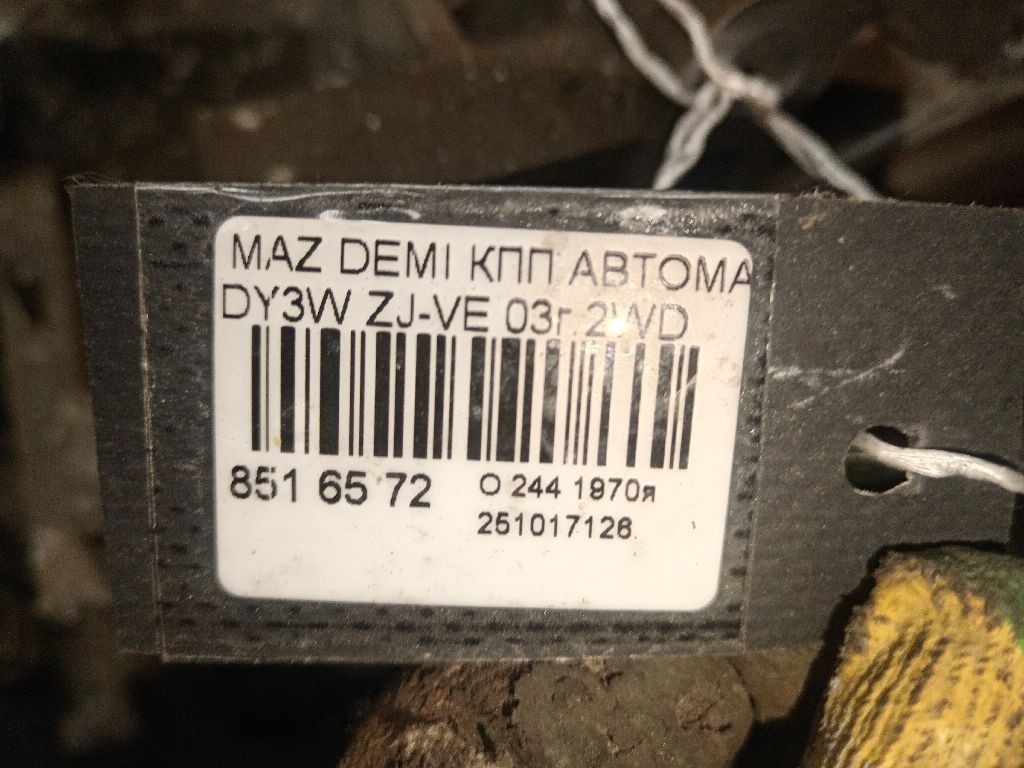 MAZ DEMI КПП АВТОМА
DY3W ZJ-VE 03г 2WD
851 65 72
О 244 1970я
251017126